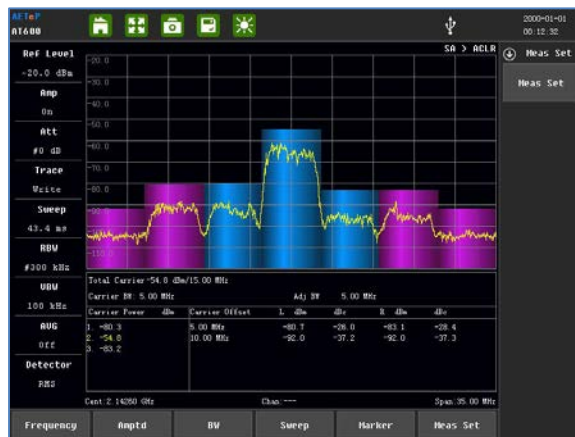 AETeP
AT600
2000-01-01
00:12:32
Ref Level
-20.0 dBm
Amp
On
Att
#0 dB
Trace
Write
Sweep
43.4 ms
RBW
#300 kHz
VBW
100 kHz
AVG
Off
Detector
RMS
SA > ACLR
Meas Set
Meas Set
-20.0
-30.0
-40.0
-50.0
-60.0
-70.0
-80.0
-90.0
-110.0
Total Carrier -54.8 dBm/15.00 MHz
Carrier BW: 5.00 MHz Adj BW 5.00 MHz
Carrier Power dBm Carrier Offset L dBm dBc R dBm dBc
1. -80.3 5.00 MHz -80.7 -26.0 -83.1 -28.4
2. -54.8 10.00 MHz -92.0 -37.2 -92.0 -37.3
3. -83.2
Cent:2.14260 GHz Chan:--- Span:35.00 MHz
Frequency Amptd BW Sweep Marker Meas Set